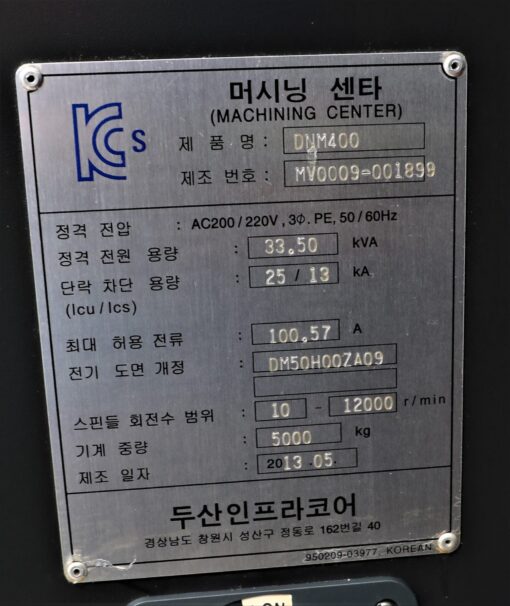 KCs
머시닝 센타
(MACHINING CENTER)
제 품 명 : DNM400
제조 번호 : MV0009-001899
정격 전압 : AC200 / 220V , 3Φ. PE, 50 / 60Hz
정격 전원 용량 : 33.50 kVA
단락 차단 용량 : 25 / 13 kA
(Icu / Ics)
최대 허용 전류 : 100.57 A
전기 도면 개정 : DM50H00ZA09
스핀들 회전수 범위 : 10 - 12000 r/min
기계 중량 : 5000 kg
제조 일자 : 2013 .05.
두산인프라코어
경상남도 창원시 성산구 정동로 162번길 40
950209-03977, KOREAN
ON